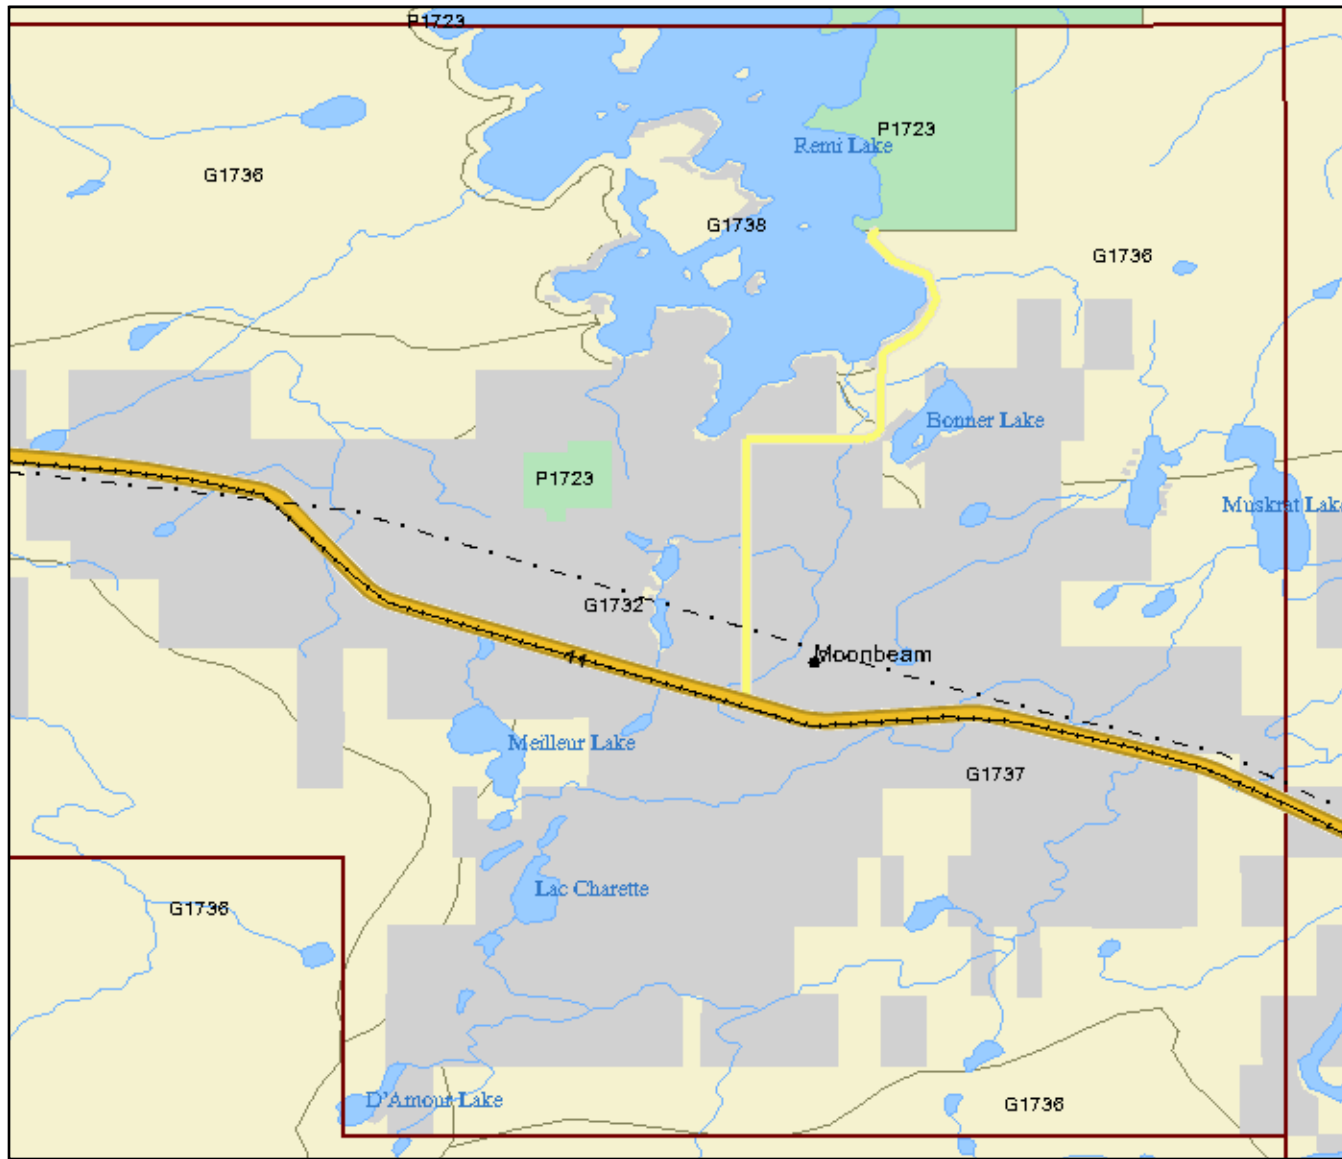 P1723
P1723
Remi Lake
G1736
G1738
G1736
Bonner Lake
P1723
Muskrat Lake
G1732
11
Moonbeam
Meilleur Lake
G1737
Lac Charette
G1736
D'Amour Lake
G1736